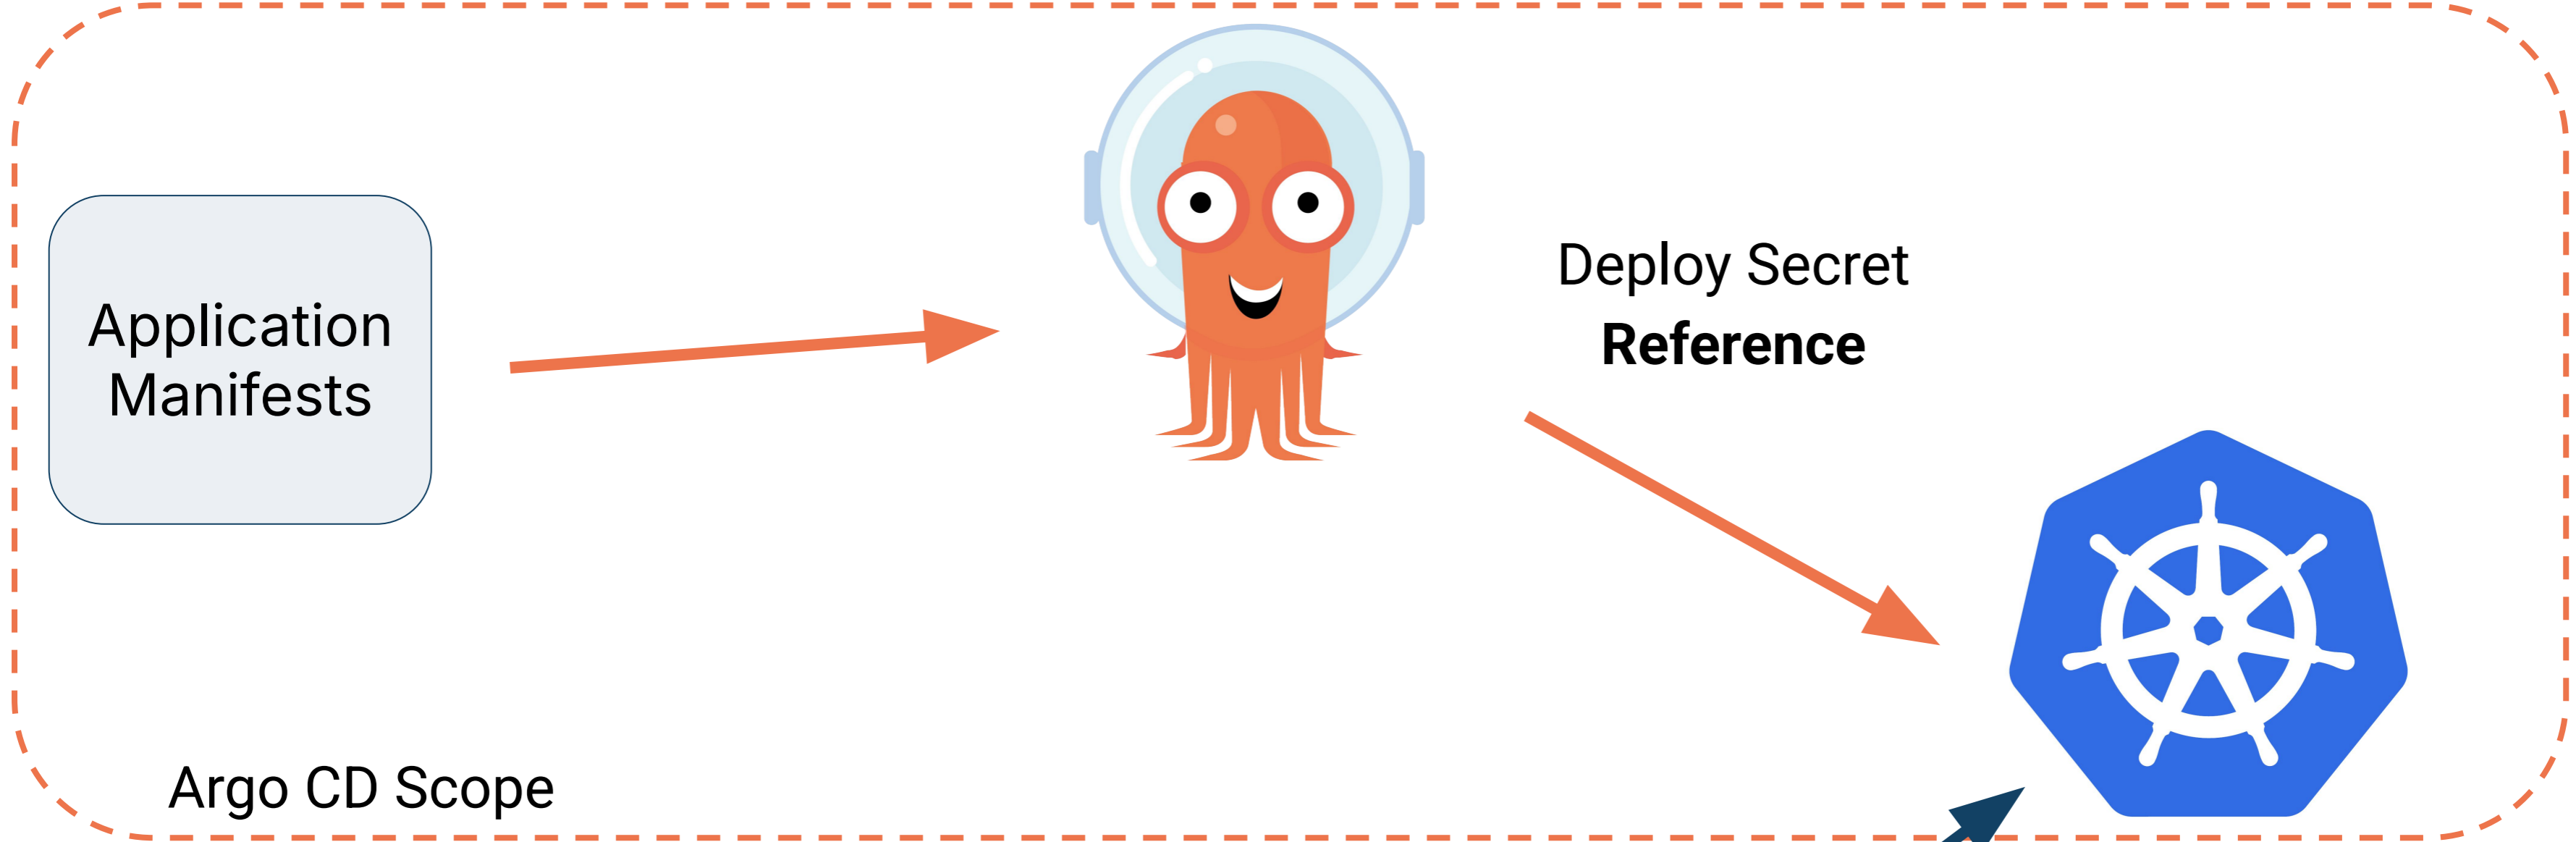 Application
Manifests
Deploy Secret
Reference
Argo CD Scope